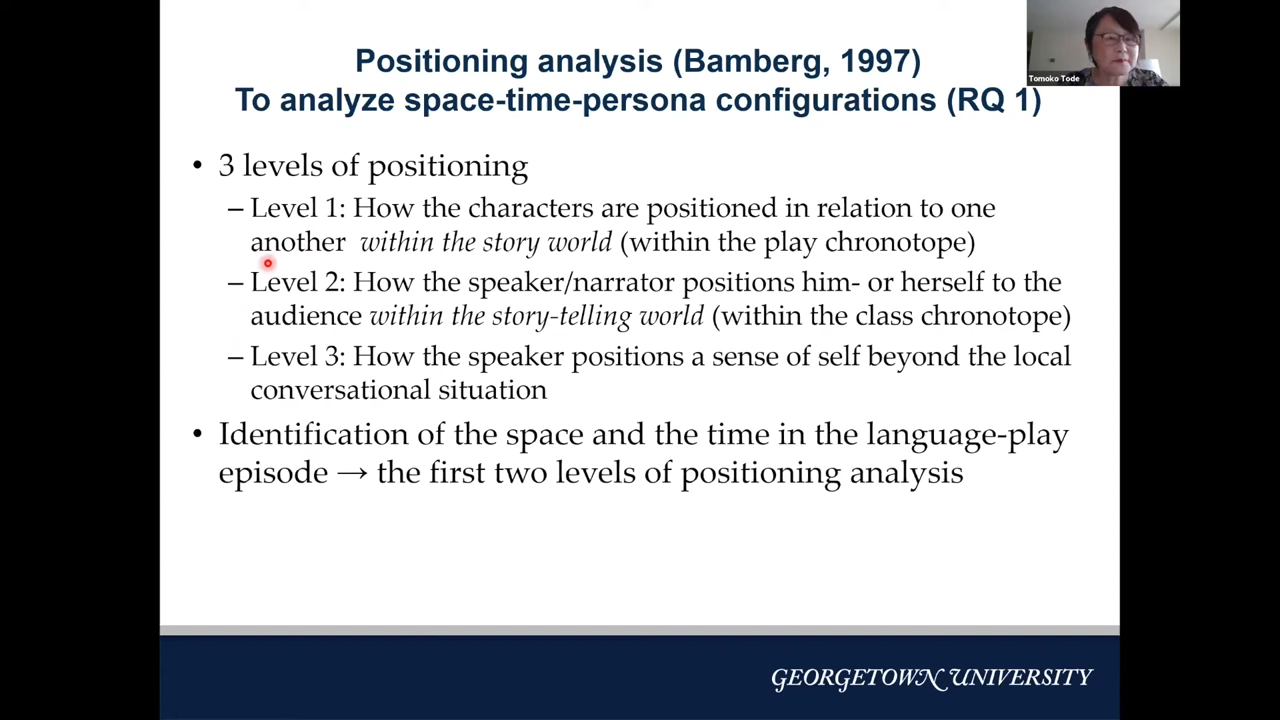 Positioning analysis (Bamberg, 1997)
To analyze space-time-persona configurations (RQ 1)
Tomoko Tode
• 3 levels of positioning
– Level 1: How the characters are positioned in relation to one
another within the story world (within the play chronotope)
– Level 2: How the speaker/narrator positions him- or herself to the
audience within the story-telling world (within the class chronotope)
– Level 3: How the speaker positions a sense of self beyond the local
conversational situation
• Identification of the space and the time in the language-play
episode → the first two levels of positioning analysis
GEORGETOWN UNIVERSITY